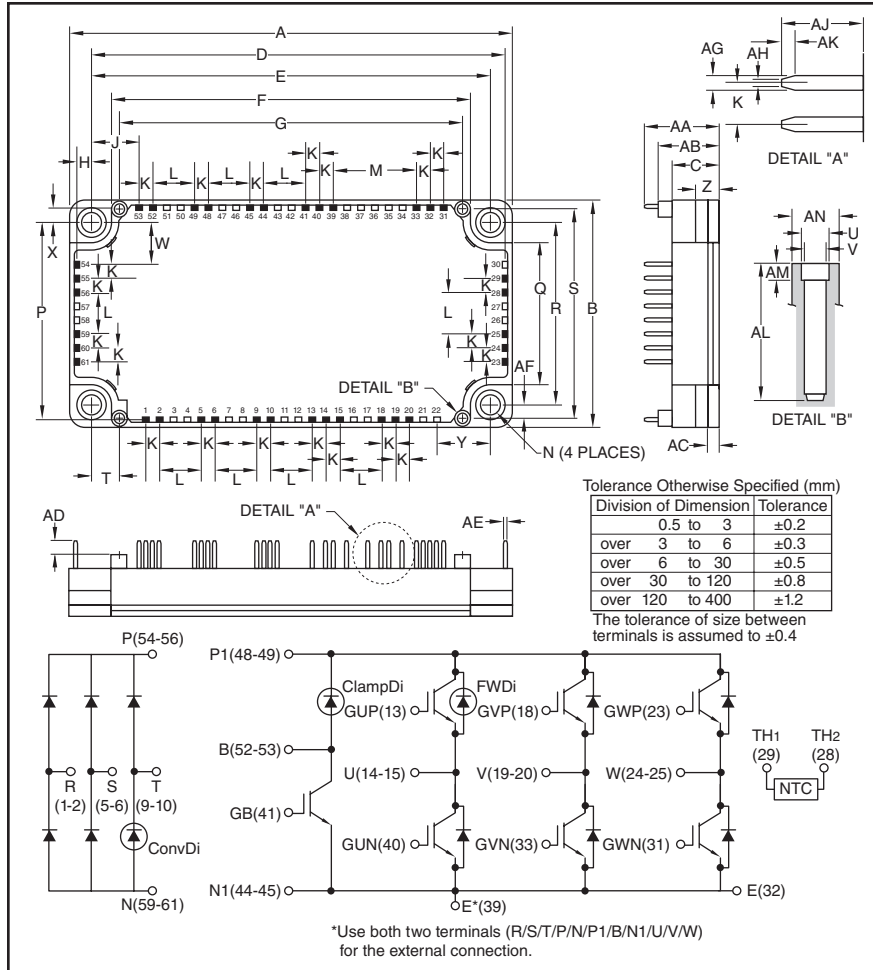 A
D
E
F
G
H
J
K
L
K
L
K
L
K
K
M
K
K
53 52 51 50 49 48 47 46 45 44 43 42 41 40 39 38 37 36 35 34 33 32 31
X
W
P
54
55
56
57
58
59
60
61
K
K
L
K
K
30
29
28
27
26
25
24
23
K
L
K
K
Q
R
S
B
AF
DETAIL "B"
1 2 3 4 5 6 7 8 9 10 11 12 13 14 15 16 17 18 19 20 21 22
T
K
L
K
L
K
L
K
K
L
K
K
Y
N (4 PLACES)
AA
AB
C
Z
AC
AJ
AK
AH
AG
K
DETAIL "A"
AN
U
V
AM
AL
DETAIL "B"
AD
DETAIL "A"
AE
Tolerance Otherwise Specified (mm)
Division of Dimension Tolerance
0.5 to 3 ±0.2
over 3 to 6 ±0.3
over 6 to 30 ±0.5
over 30 to 120 ±0.8
over 120 to 400 ±1.2
The tolerance of size between
terminals is assumed to ±0.4
P(54-56)
R
(1-2)
S
(5-6)
T
(9-10)
ConvDi
N(59-61)
P1(48-49)
ClampDi
GUP(13)
FWDi
GVP(18)
GWP(23)
B(52-53)
U(14-15)
V(19-20)
W(24-25)
GB(41)
GUN(40)
GVN(33)
GWN(31)
N1(44-45)
E*(39)
E(32)
TH1
(29)
TH2
(28)
NTC
*Use both two terminals (R/S/T/P/N/P1/B/N1/U/V/W)
for the external connection.